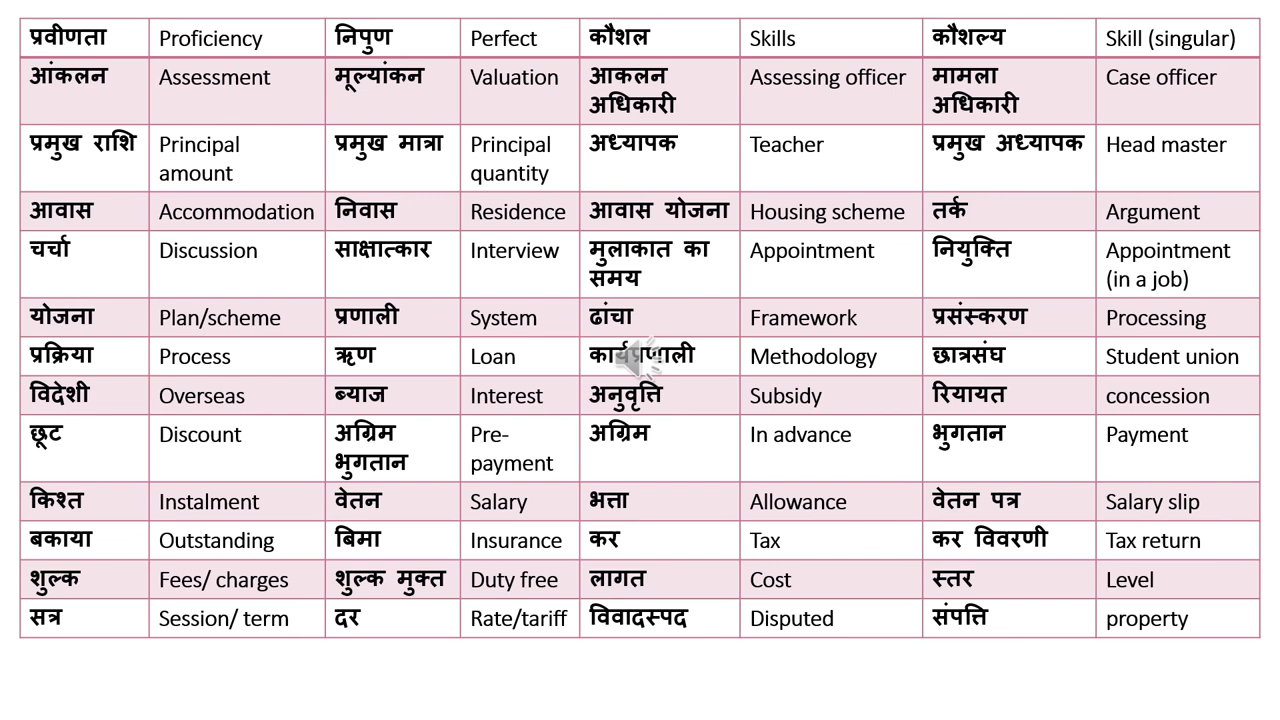 प्रवीणता Proficiency निपुण Perfect कौशल Skills कौशल्य Skill (singular)
आंकलन Assessment मूल्यांकन Valuation आकलन Assessing officer मामला Case officer
अधिकारी अधिकारी
प्रमुख राशि Principal प्रमुख मात्रा Principal अध्यापक Teacher प्रमुख अध्यापक Head master
amount quantity
आवास Accommodation निवास Residence आवास योजना Housing scheme तर्क Argument
चर्चा Discussion साक्षात्कार Interview मुलाकात का Appointment नियुक्ति Appointment
समय (in a job)
योजना Plan/scheme प्रणाली System ढांचा Framework प्रसंस्करण Processing
प्रक्रिया Process ऋण Loan कार्यप्रणाली Methodology छात्रसंघ Student union
विदेशी Overseas ब्याज Interest अनुवृत्ति Subsidy रियायत concession
छूट Discount अग्रिम Pre- अग्रिम In advance भुगतान Payment
भुगतान payment
किश्त Instalment वेतन Salary भत्ता Allowance वेतन पत्र Salary slip
बकाया Outstanding बिमा Insurance कर Tax कर विवरणी Tax return
शुल्क Fees/ charges शुल्क मुक्त Duty free लागत Cost स्तर Level
सत्र Session/ term दर Rate/tariff विवादस्पद Disputed संपत्ति property